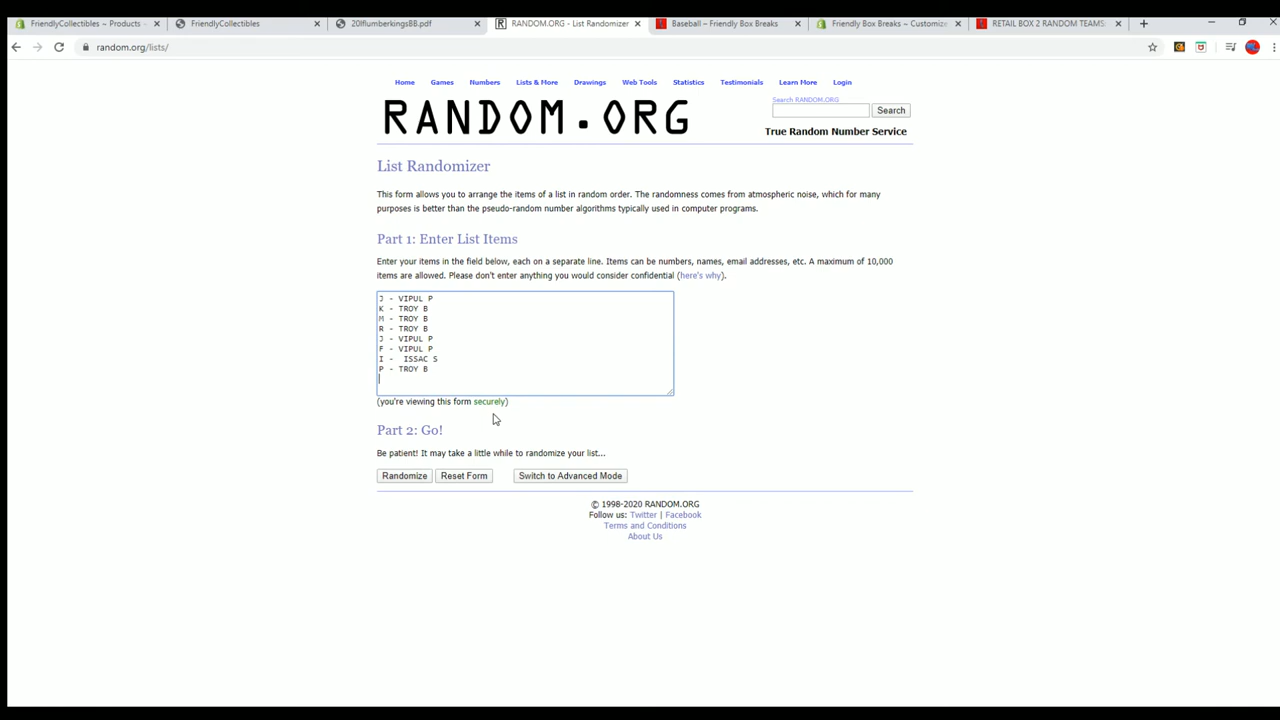 FriendlyCollectibles ~ Products ·
FriendlyCollectibles
20lflumberkingsBB.pdf
RANDOM.ORG - List Randomizer
Baseball – Friendly Box Breaks
Friendly Box Breaks ~ Customize
RETAIL BOX 2 RANDOM TEAMS:
random.org/lists/
Home Games Numbers Lists & More Drawings Web Tools Statistics Testimonials Learn More Login
Search RANDOM.ORG
RANDOM.ORG
Search
True Random Number Service
List Randomizer
This form allows you to arrange the items of a list in random order. The randomness comes from atmospheric noise, which for many
purposes is better than the pseudo-random number algorithms typically used in computer programs.
Part 1: Enter List Items
Enter your items in the field below, each on a separate line. Items can be numbers, names, email addresses, etc. A maximum of 10,000
items are allowed. Please don't enter anything you would consider confidential (here's why).
J - VIPUL P
K - TROY B
M - TROY B
R - TROY B
J - VIPUL P
F - VIPUL P
I - ISSAC S
P - TROY B
(you're viewing this form securely)
Part 2: Go!
Be patient! It may take a little while to randomize your list...
Randomize Reset Form Switch to Advanced Mode
© 1998-2020 RANDOM.ORG
Follow us: Twitter | Facebook
Terms and Conditions
About Us